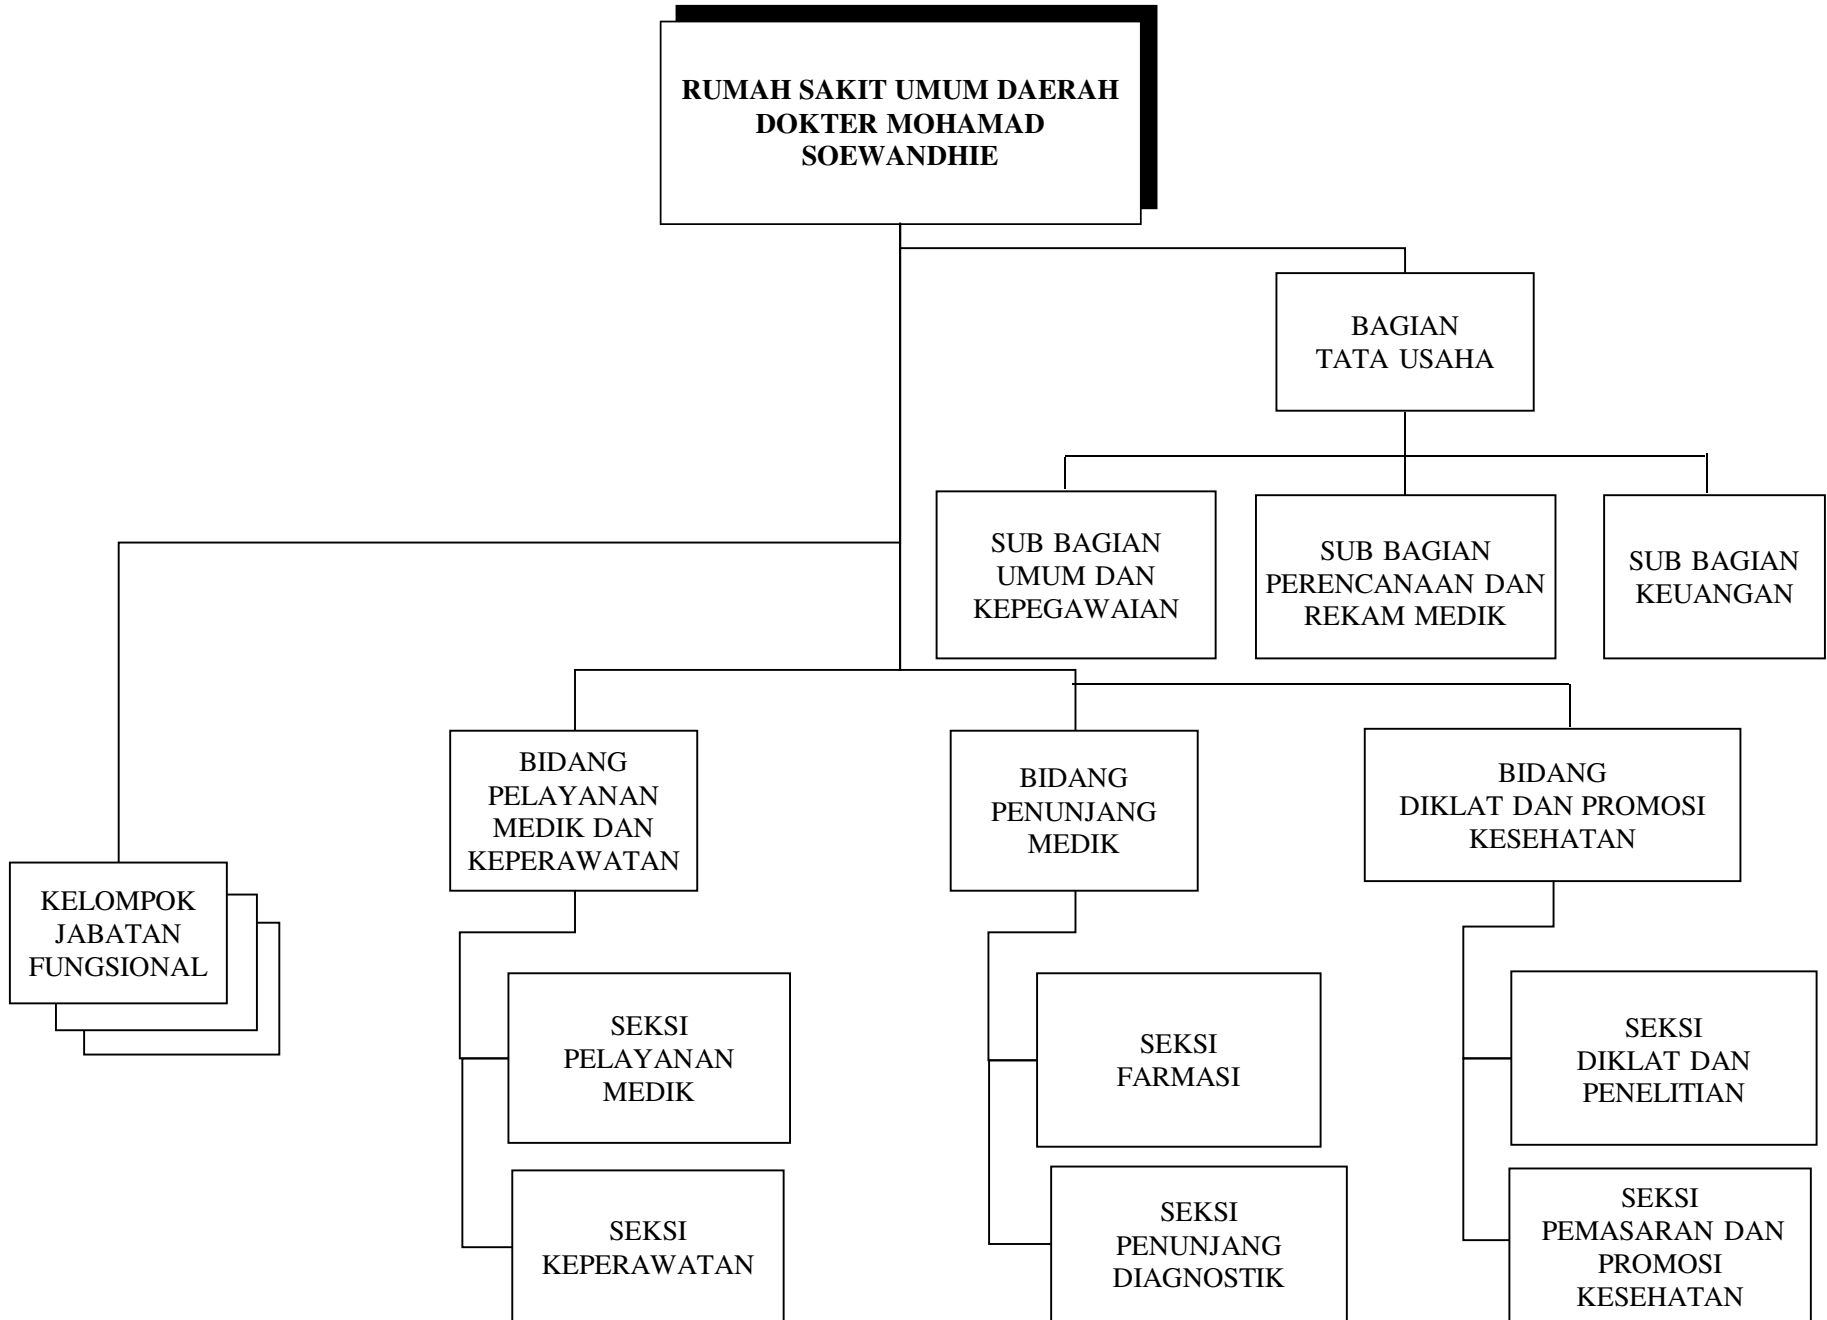 RUMAH SAKIT UMUM DAERAH
DOKTER MOHAMAD
SOEWANDHIE
BAGIAN
TATA USAHA
SUB BAGIAN
UMUM DAN
KEPEGAWAIAN
SUB BAGIAN
PERENCANAAN DAN
REKAM MEDIK
SUB BAGIAN
KEUANGAN
BIDANG
PELAYANAN
MEDIK DAN
KEPERAWATAN
BIDANG
PENUNJANG
MEDIK
BIDANG
DIKLAT DAN PROMOSI
KESEHATAN
KELOMPOK
JABATAN
FUNGSIONAL
SEKSI
PELAYANAN
MEDIK
SEKSI
FARMASI
SEKSI
DIKLAT DAN
PENELITIAN
SEKSI
KEPERAWATAN
SEKSI
PENUNJANG
DIAGNOSTIK
SEKSI
PEMASARAN DAN
PROMOSI
KESEHATAN